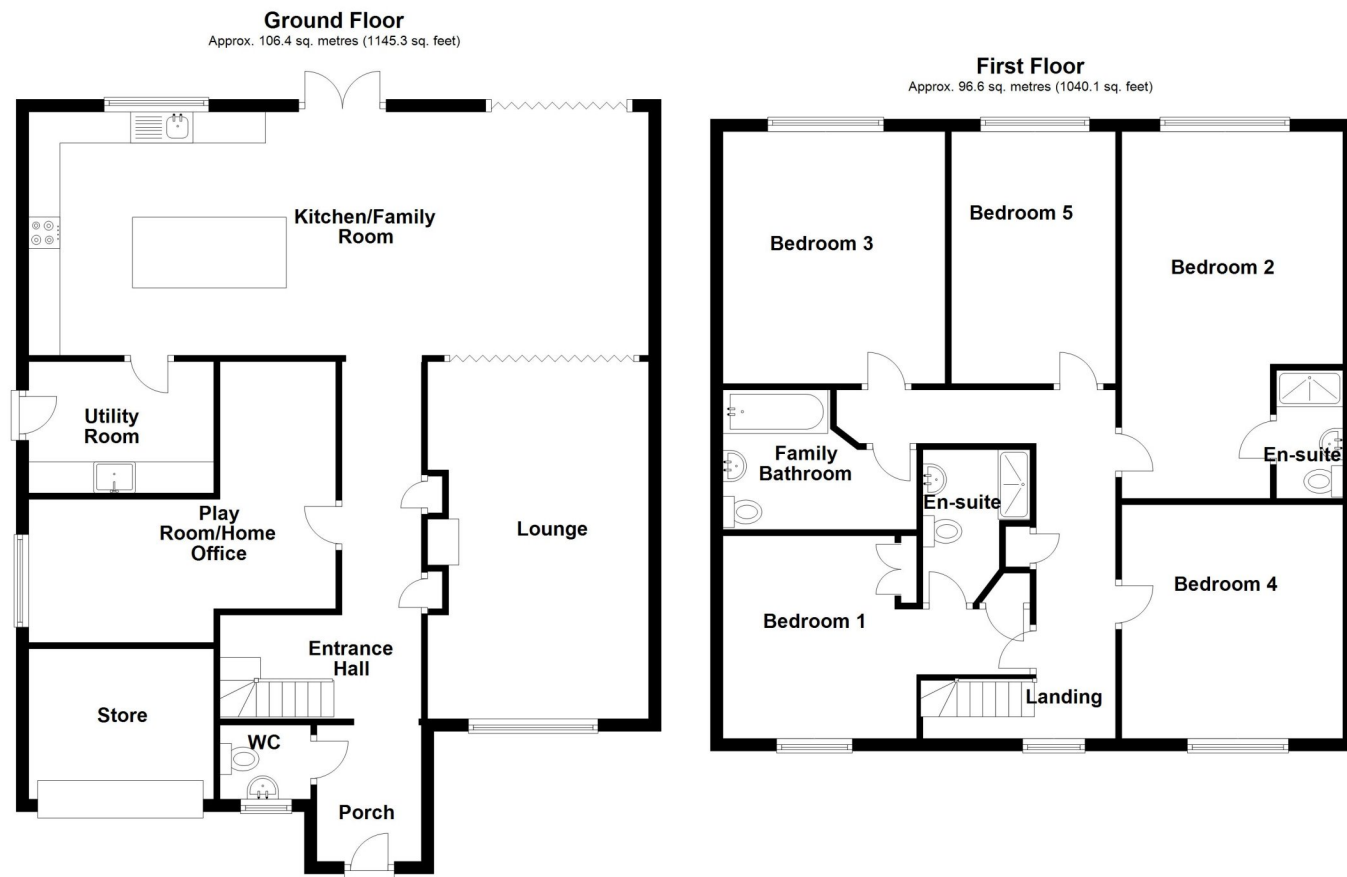 Ground Floor
Approx. 106.4 sq. metres (1145.3 sq. feet)
Kitchen/Family
Room
Utility
Room
Play
Room/Home
Office
Lounge
Entrance
Hall
Store
WC
Porch
First Floor
Approx. 96.6 sq. metres (1040.1 sq. feet)
Bedroom 3
Bedroom 5
Bedroom 2
Family
Bathroom
En-suite
En-suite
Bedroom 1
Bedroom 4
Landing